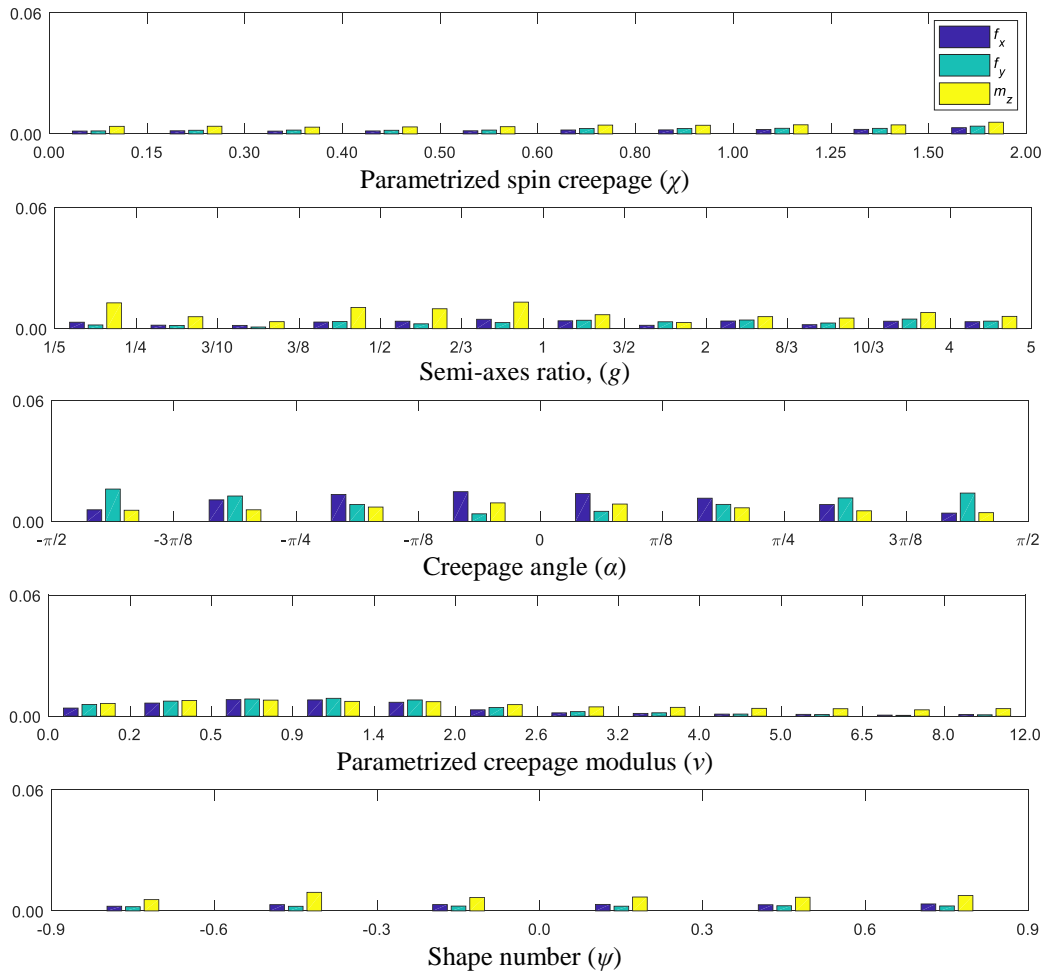 0.06
f_x
f_y
m_z
0.00
0.00 0.15 0.30 0.40 0.50 0.60 0.80 1.00 1.25 1.50 2.00
Parametrized spin creepage (χ)
0.06
0.00
1/5 1/4 3/10 3/8 1/2 2/3 1 3/2 2 8/3 10/3 4 5
Semi-axes ratio, (g)
0.06
0.00
-π/2 -3π/8 -π/4 -π/8 0 π/8 π/4 3π/8 π/2
Creepage angle (α)
0.06
0.00
0.0 0.2 0.5 0.9 1.4 2.0 2.6 3.2 4.0 5.0 6.5 8.0 12.0
Parametrized creepage modulus (ν)
0.06
0.00
-0.9 -0.6 -0.3 0.0 0.3 0.6 0.9
Shape number (ψ)